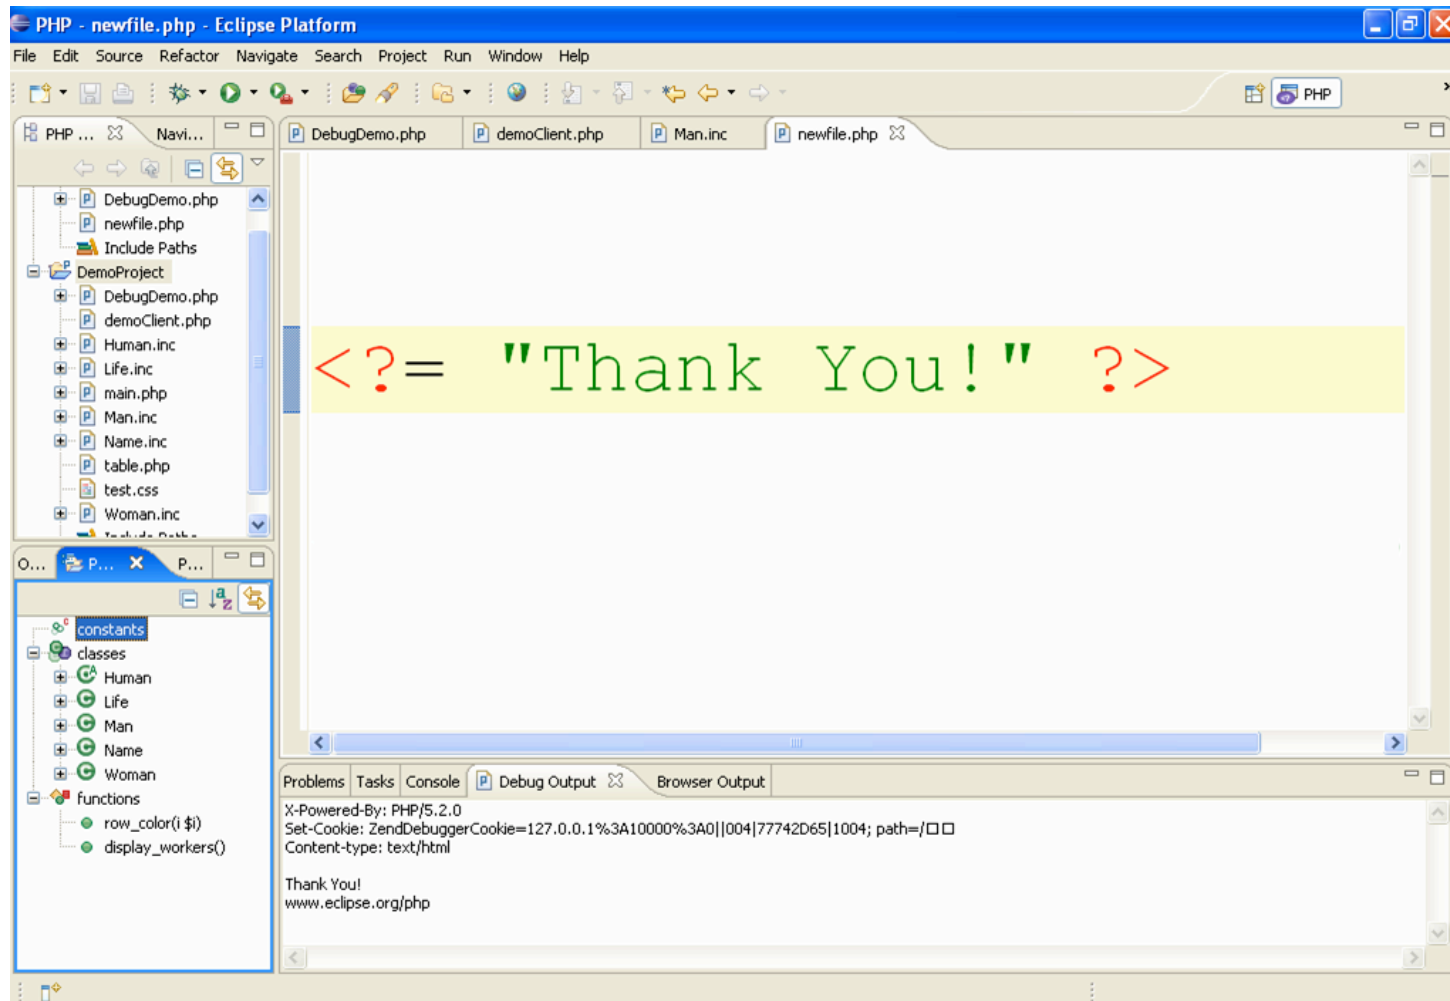 PHP - newfile.php - Eclipse Platform
File Edit Source Refactor Navigate Search Project Run Window Help
PHP
PHP ... Navi...
DebugDemo.php demoClient.php Man.inc newfile.php
DebugDemo.php
newfile.php
Include Paths
DemoProject
DebugDemo.php
demoClient.php
Human.inc
Life.inc
main.php
Man.inc
Name.inc
table.php
test.css
Woman.inc
Include Paths
<?= "Thank You!" ?>
O... P... P...
constants
classes
Human
Life
Man
Name
Woman
functions
row_color(i $i)
display_workers()
Problems Tasks Console Debug Output Browser Output
X-Powered-By: PHP/5.2.0
Set-Cookie: ZendDebuggerCookie=127.0.0.1%3A10000%3A0||004|77742D65|1004; path=/□□
Content-type: text/html
Thank You!
www.eclipse.org/php